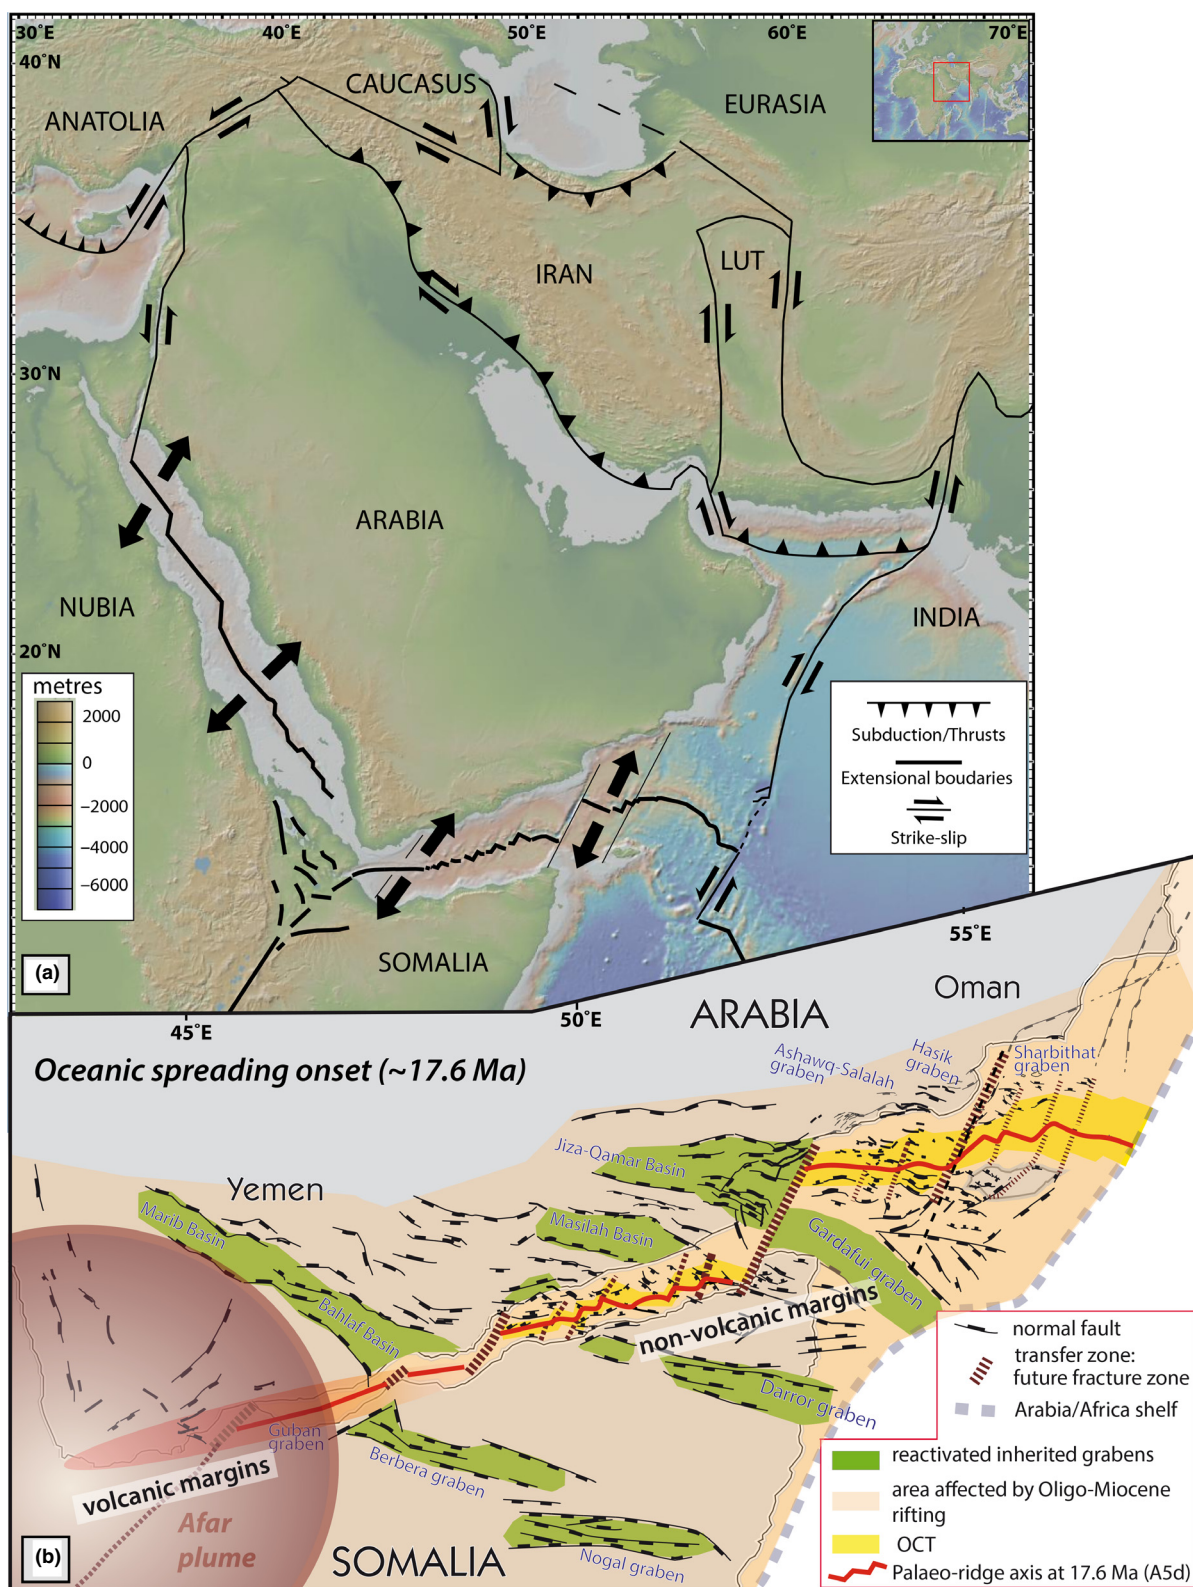 30°E
40°E
50°E
60°E
70°E
40°N
CAUCASUS
ANATOLIA
EURASIA
LUT
IRAN
30°N
ARABIA
NUBIA
INDIA
20°N
metres
2000
0
−2000
−4000
−6000
Subduction/Thrusts
Extensional boudaries
Strike-slip
SOMALIA
(a)
55°E
50°E
45°E
ARABIA
Oman
Oceanic spreading onset (~17.6 Ma)
Ashawq-Salalah
graben
Hasik
graben
Sharbithat
graben
Jiza-Qamar Basin
Yemen
Marib Basin
Masilah Basin
Gardafui graben
Bahlaf Basin
non-volcanic margins
Darror graben
Guban
graben
Berbera graben
volcanic margins
Afar
plume
Nogal graben
SOMALIA
(b)
normal fault
transfer zone:
future fracture zone
Arabia/Africa shelf
reactivated inherited grabens
area affected by Oligo-Miocene
rifting
OCT
Palaeo-ridge axis at 17.6 Ma (A5d)